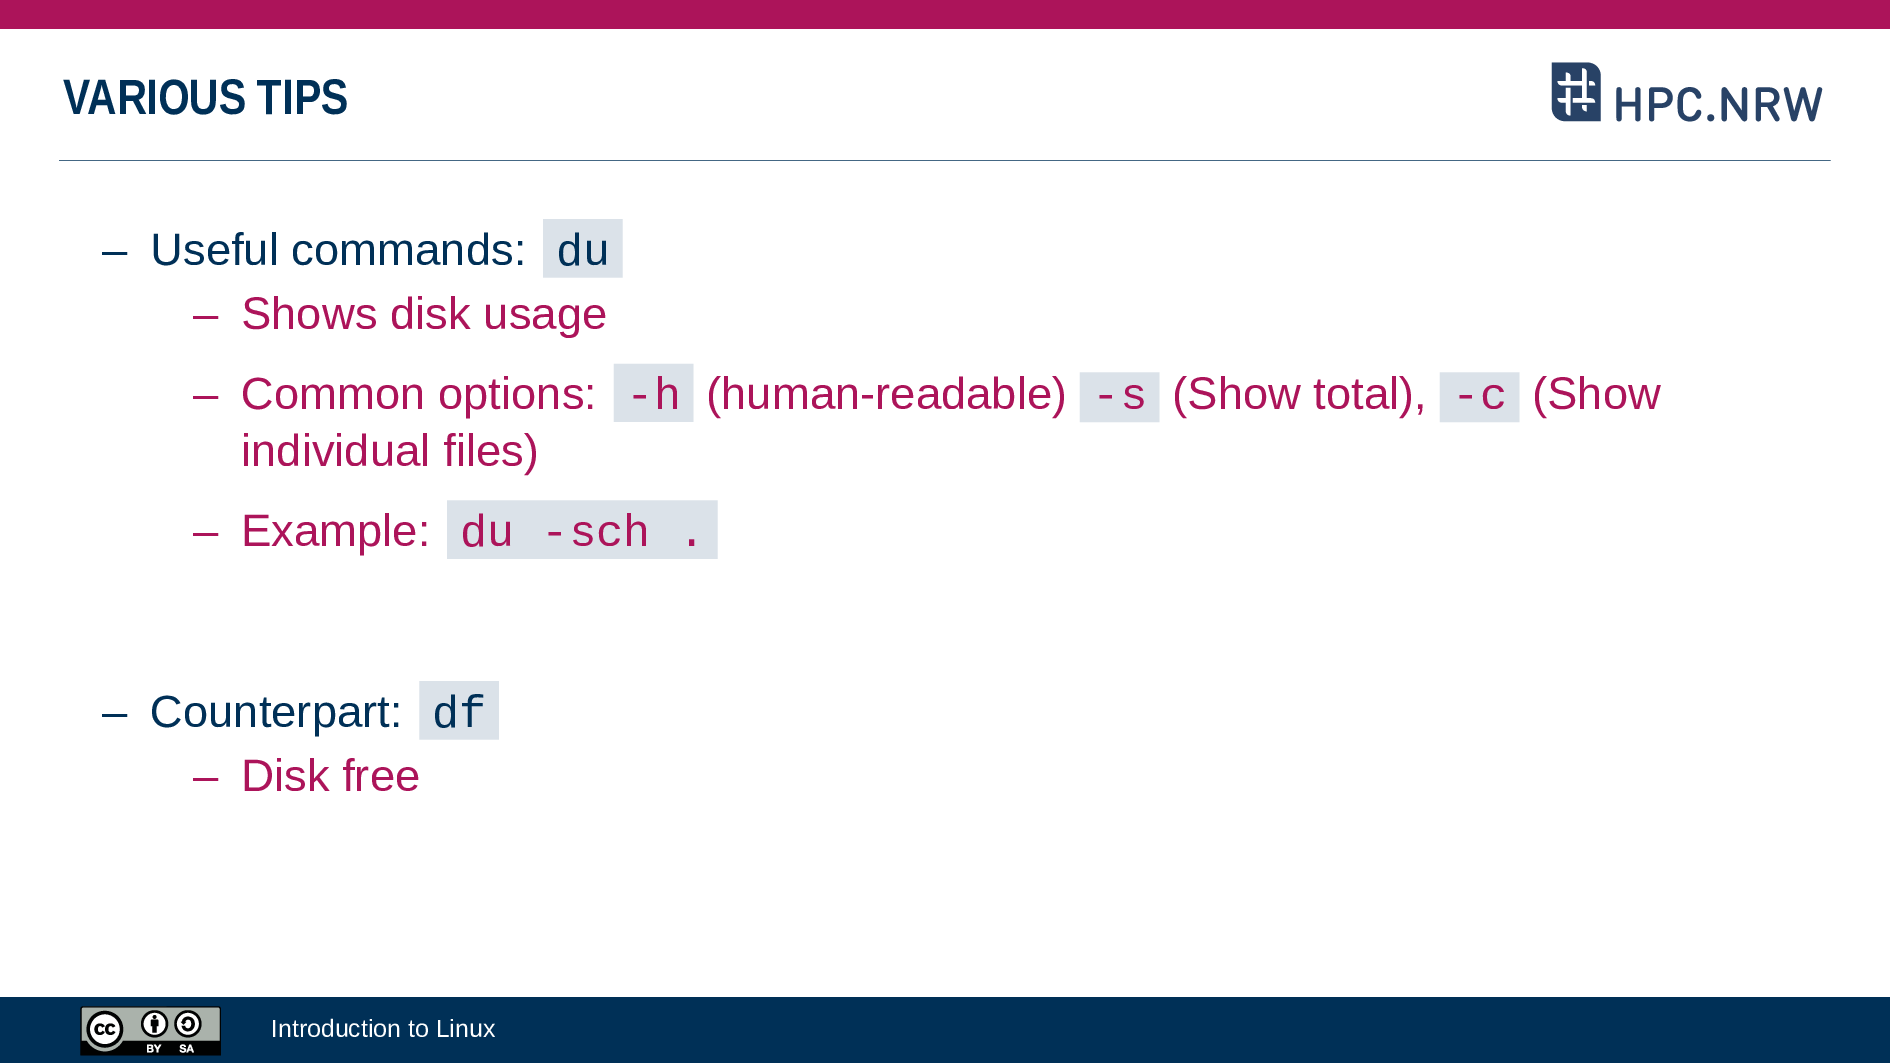 VARIOUS TIPS
HPC.NRW
– Useful commands: du
– Shows disk usage
– Common options: -h (human-readable) -s (Show total), -c (Show
individual files)
– Example: du -sch .
– Counterpart: df
– Disk free
cc
BY SA
Introduction to Linux